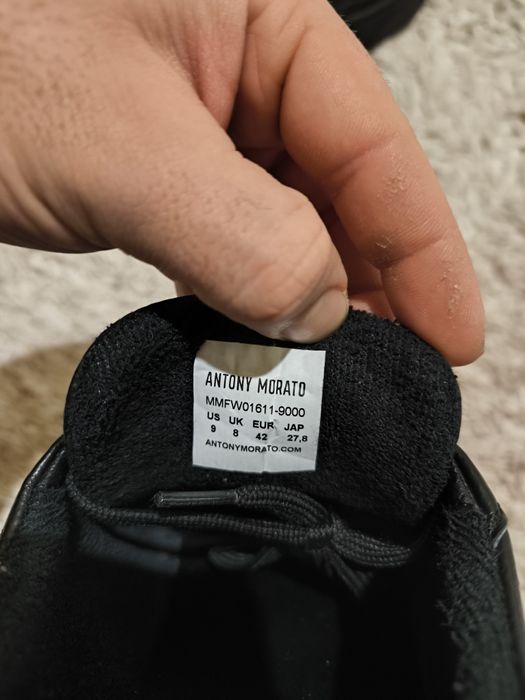 ANTONY MORATO
MMFW01611-9000
US UK EUR JAP
9 8 42 27,8
ANTONYMORATO.COM